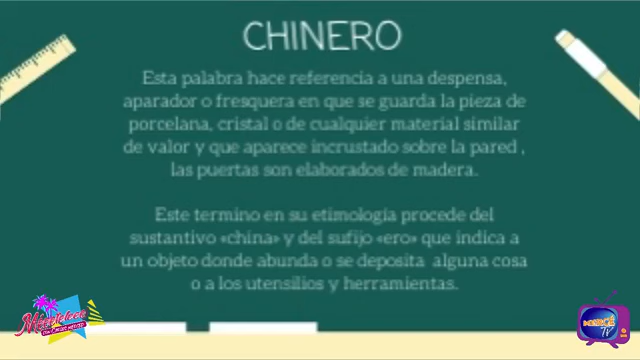 CHINERO
Esta palabra hace referencia a una despensa,
aparador o fresquera en que se guarda la pieza de
porcelana, cristal o de cualquier material similar
de valor y que aparece incrustado sobre la pared ,
las puertas son elaborados de madera.
Este termino en su etimología procede del
sustantivo «china» y del sufijo «ero» que indica a
un objeto donde abunda o se deposita alguna cosa
o a los utensilios y herramientas.